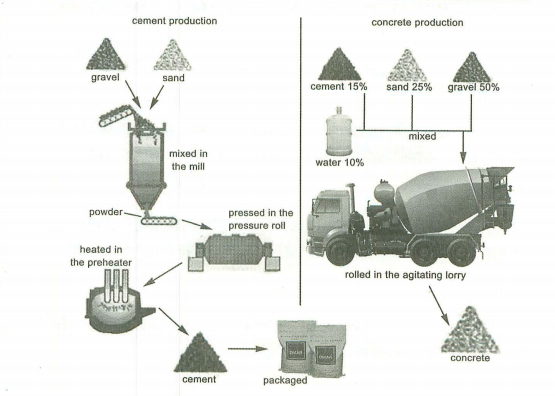 cement production
gravel
sand
mixed in
the mill
powder
pressed in the
pressure roll
heated in
the preheater
cement
packaged
concrete production
cement 15%
sand 25%
gravel 50%
mixed
water 10%
rolled in the agitating lorry
concrete